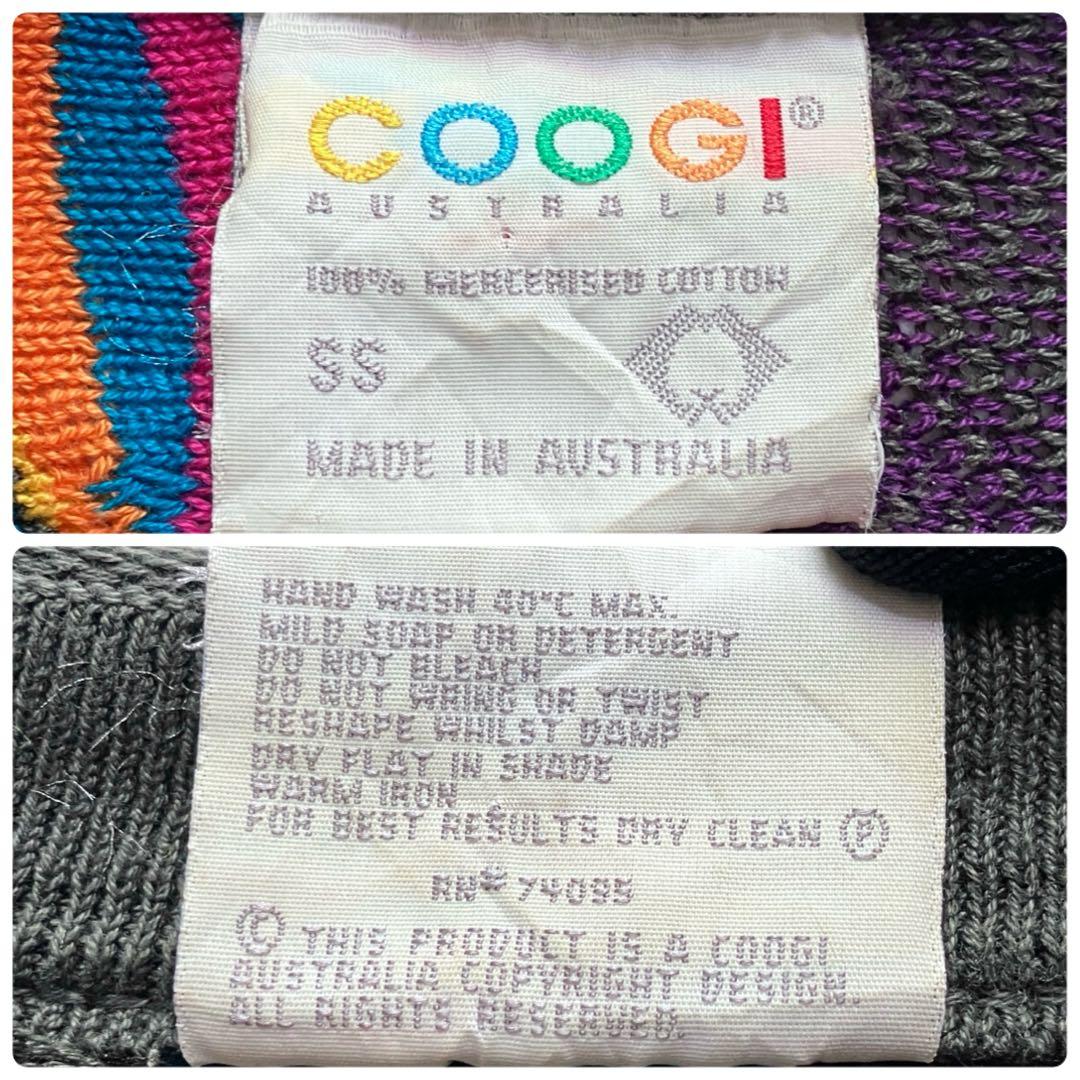 COOGI®
AUSTRALIA
100% MERCERISED COTTON
SS
MADE IN AUSTRALIA
HAND WASH 40°C MAX.
MILD SOAP OR DETERGENT
DO NOT BLEACH
DO NOT WRING OR TWIST
RESHAPE WHILST DAMP
DRY FLAT IN SHADE
WARM IRON
FOR BEST RESULTS DRY CLEAN Ⓟ
RN# 74095
© THIS PRODUCT IS A COOGI
AUSTRALIA COPYRIGHT DESIGN.
ALL RIGHTS RESERVED.